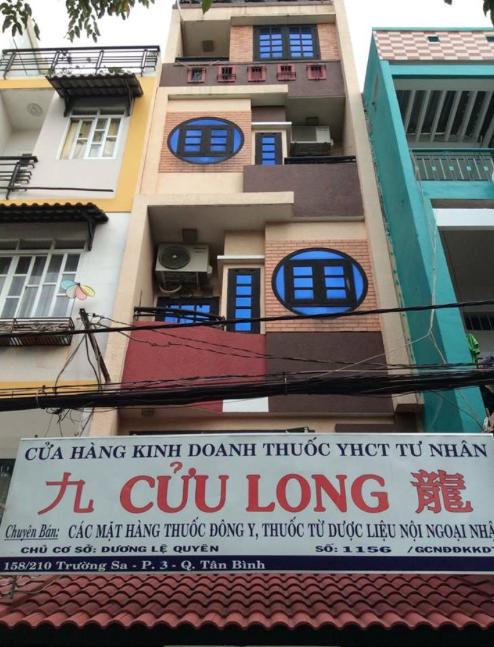 CỬA HÀNG KINH DOANH THUỐC YHCT TƯ NHÂN
九 CỬU LONG 龍
Chuyên Bán: CÁC MẶT HÀNG THUỐC ĐÔNG Y, THUỐC TỪ DƯỢC LIỆU NỘI NGOẠI NHẬ
CHỦ CƠ SỞ: DƯƠNG LỆ QUYÊN SỐ: 1156 /GCNĐĐKKDT
158/210 Trường Sa - P. 3 - Q. Tân Bình